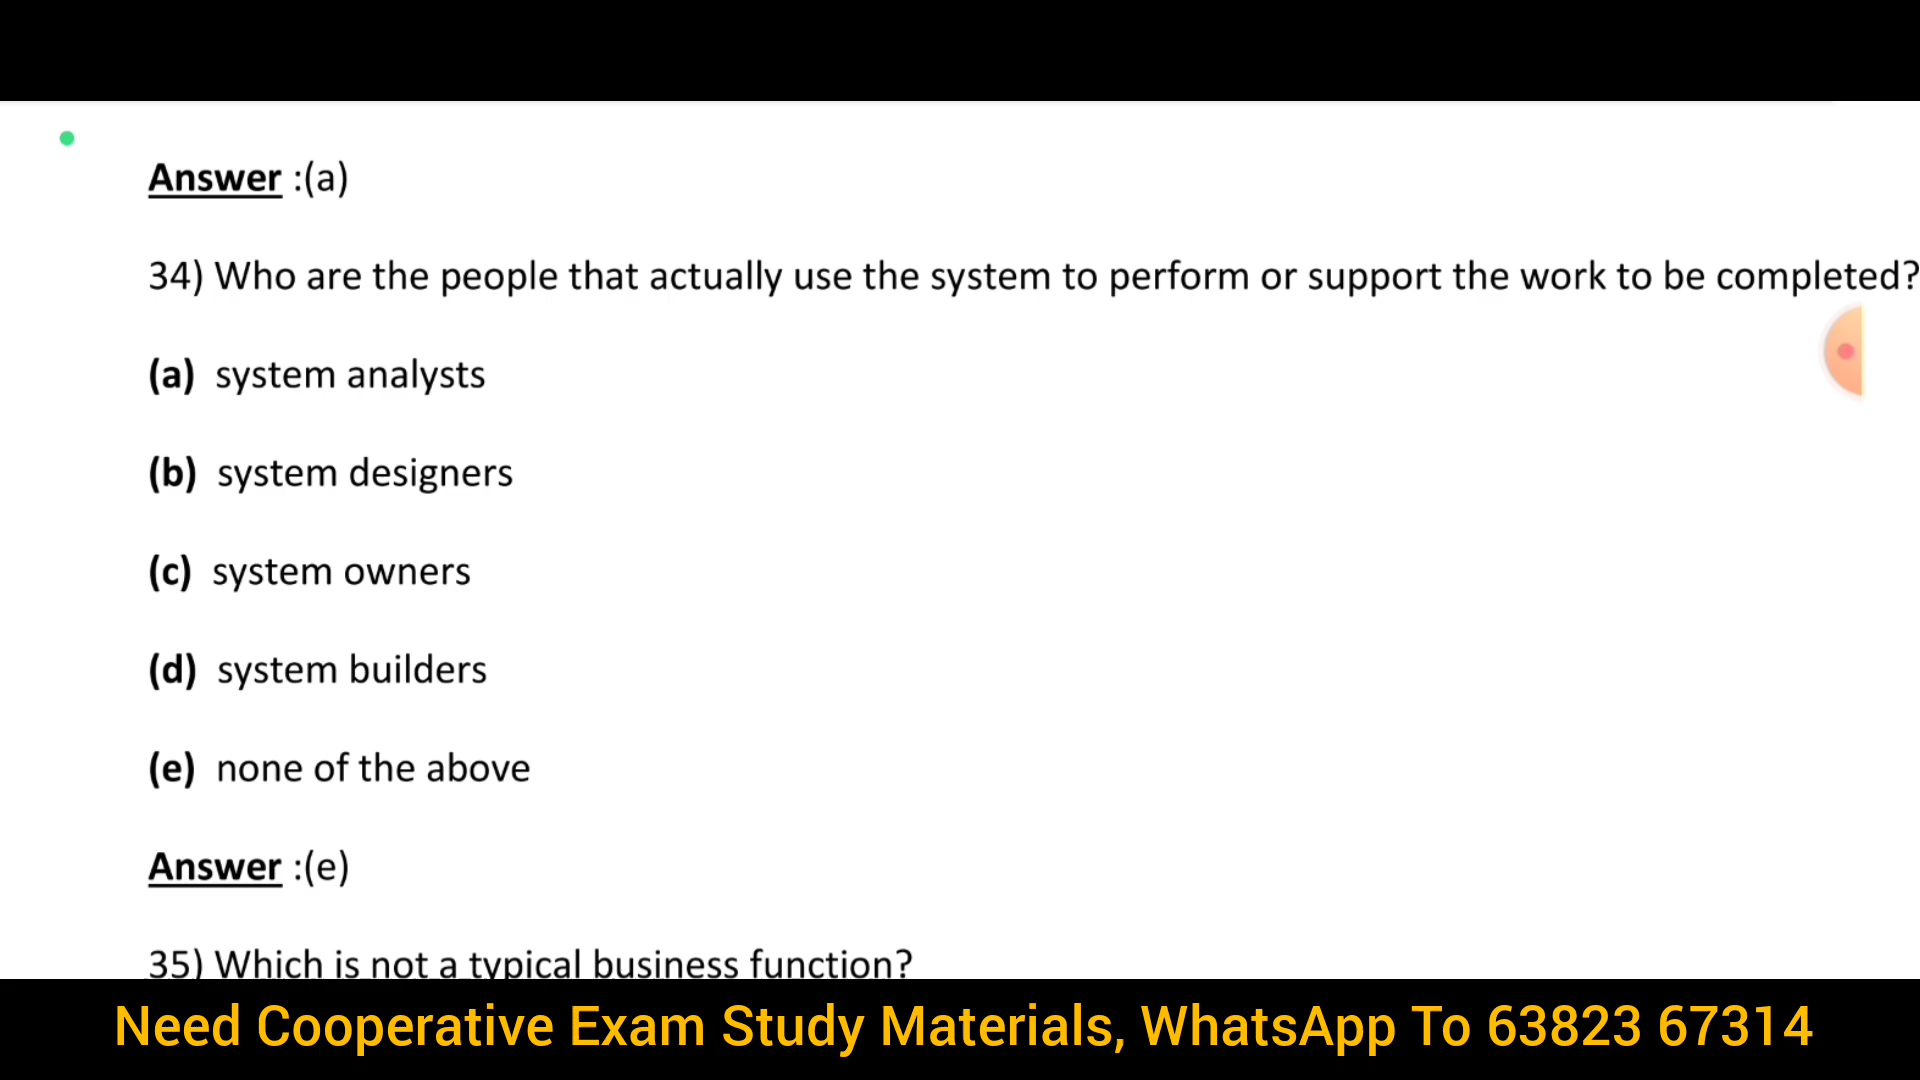 Answer :(a)
34) Who are the people that actually use the system to perform or support the work to be completed?
(a) system analysts
(b) system designers
(c) system owners
(d) system builders
(e) none of the above
Answer :(e)
35) Which is not a typical business function?
Need Cooperative Exam Study Materials, WhatsApp To 63823 67314